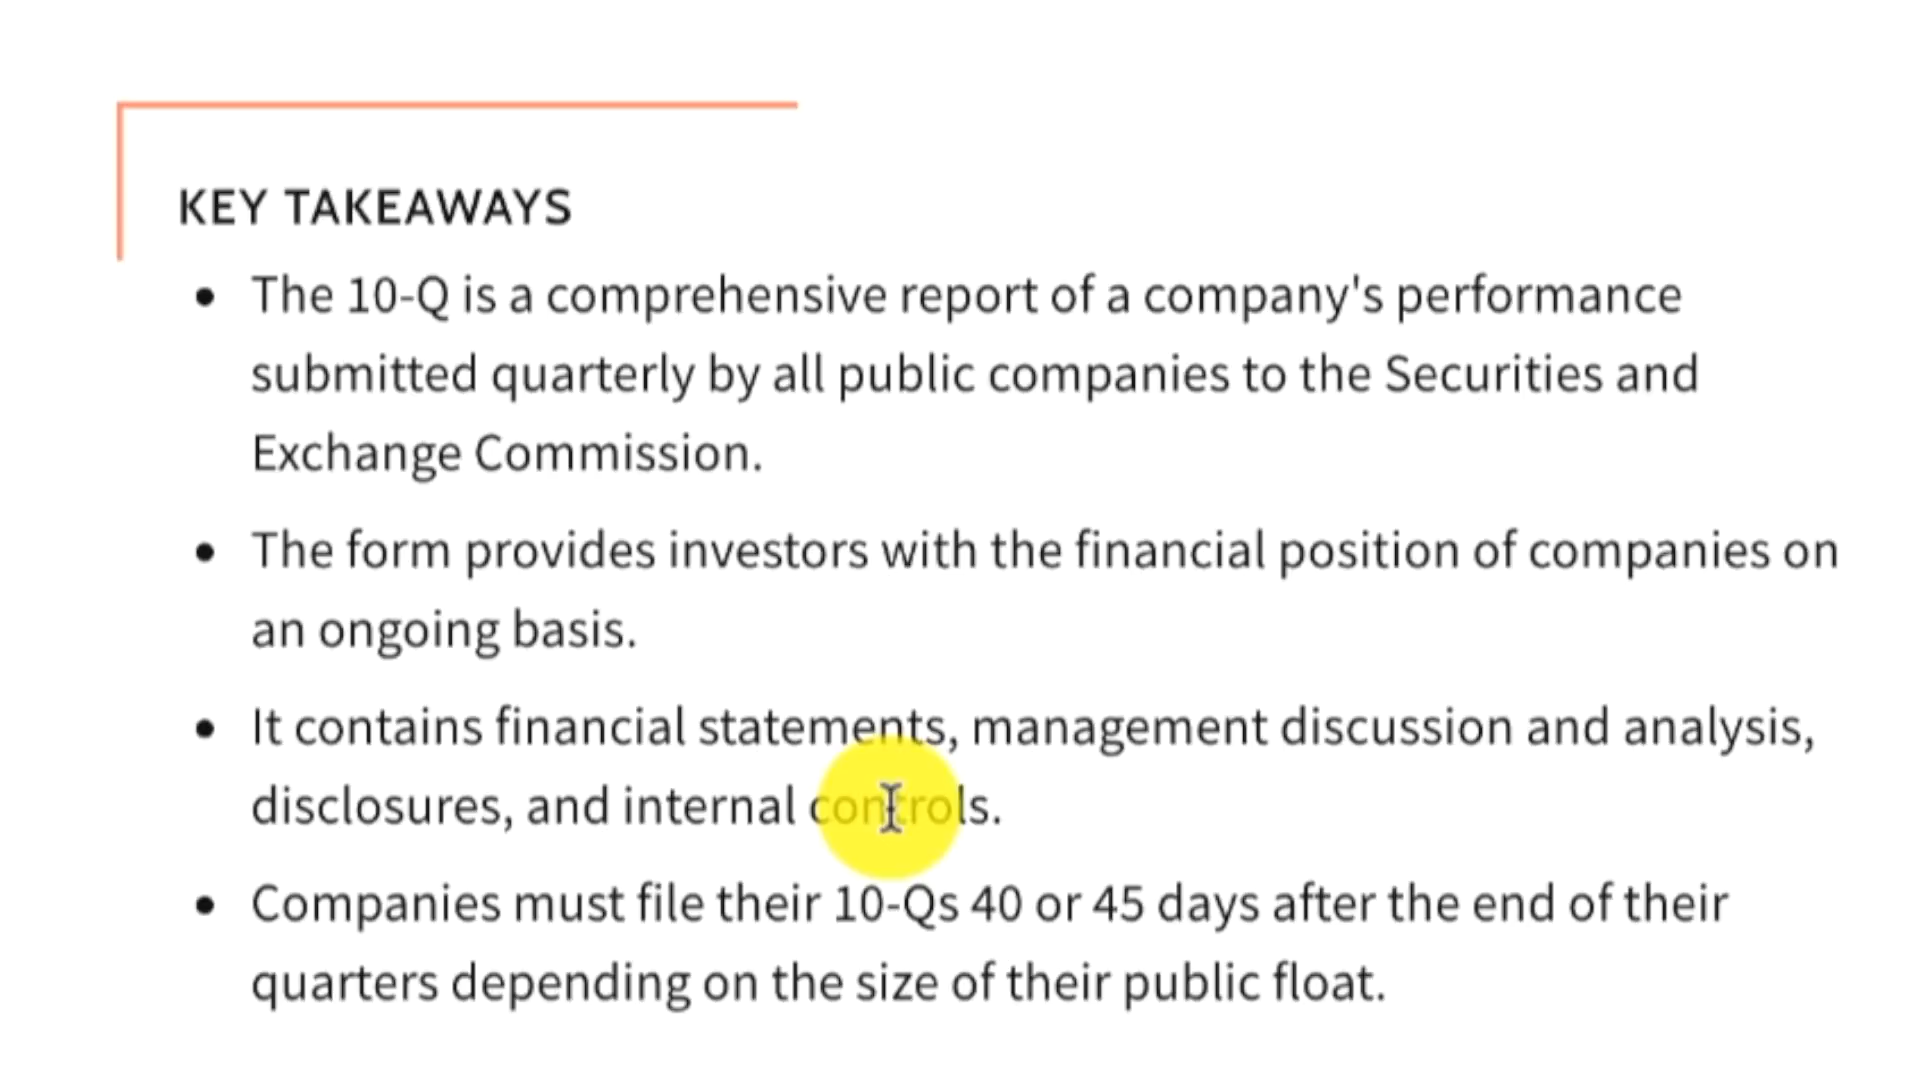 KEY TAKEAWAYS
• The 10-Q is a comprehensive report of a company's performance
submitted quarterly by all public companies to the Securities and
Exchange Commission.
• The form provides investors with the financial position of companies on
an ongoing basis.
• It contains financial statements, management discussion and analysis,
disclosures, and internal controls.
• Companies must file their 10-Qs 40 or 45 days after the end of their
quarters depending on the size of their public float.